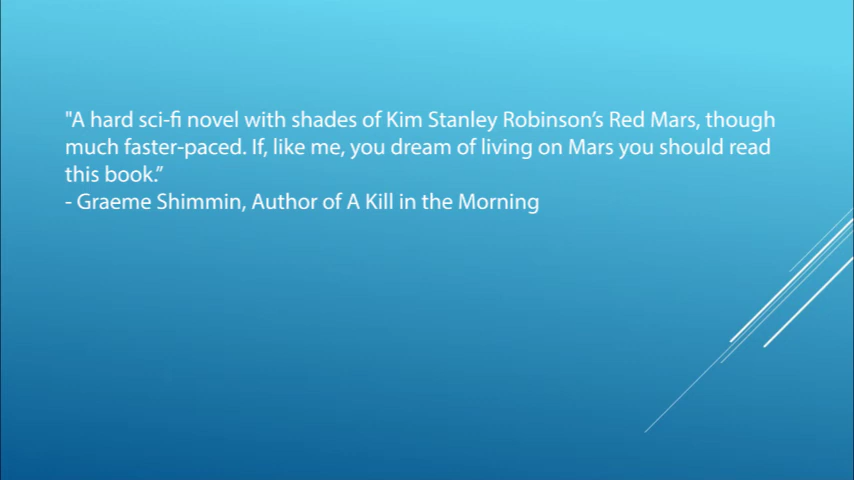 "A hard sci-fi novel with shades of Kim Stanley Robinson’s Red Mars, though
much faster-paced. If, like me, you dream of living on Mars you should read
this book.”
- Graeme Shimmin, Author of A Kill in the Morning